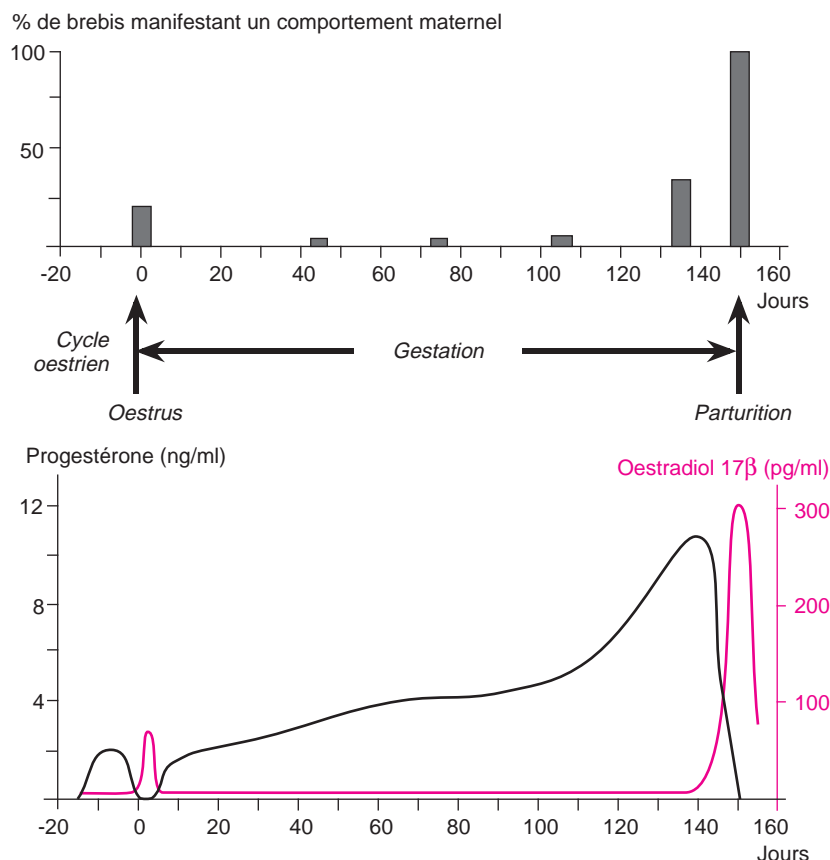 % de brebis manifestant un comportement maternel
100
50
-20 0 20 40 60 80 100 120 140 160
Jours
Cycle
oestrien
Gestation
Oestrus Parturition
Progestérone (ng/ml) Oestradiol 17β (pg/ml)
12 300
8 200
4 100
-20 0 20 40 60 80 100 120 140 160
Jours